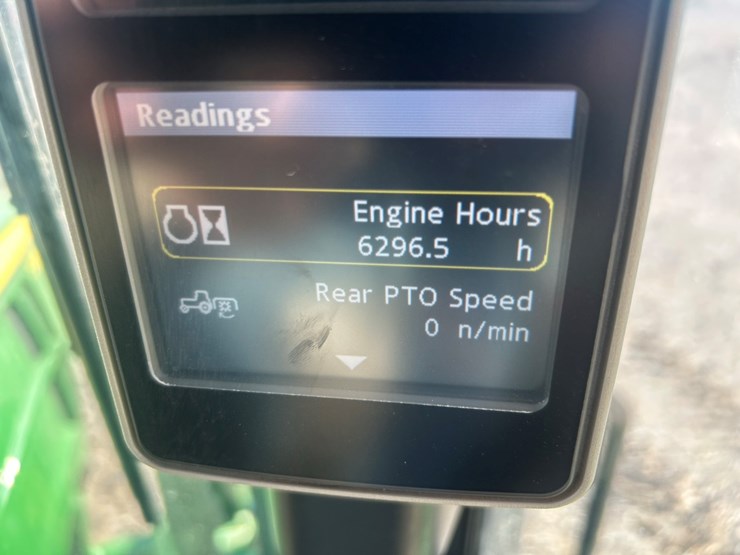 Readings
Engine Hours
6296.5 h
Rear PTO Speed
0 n/min